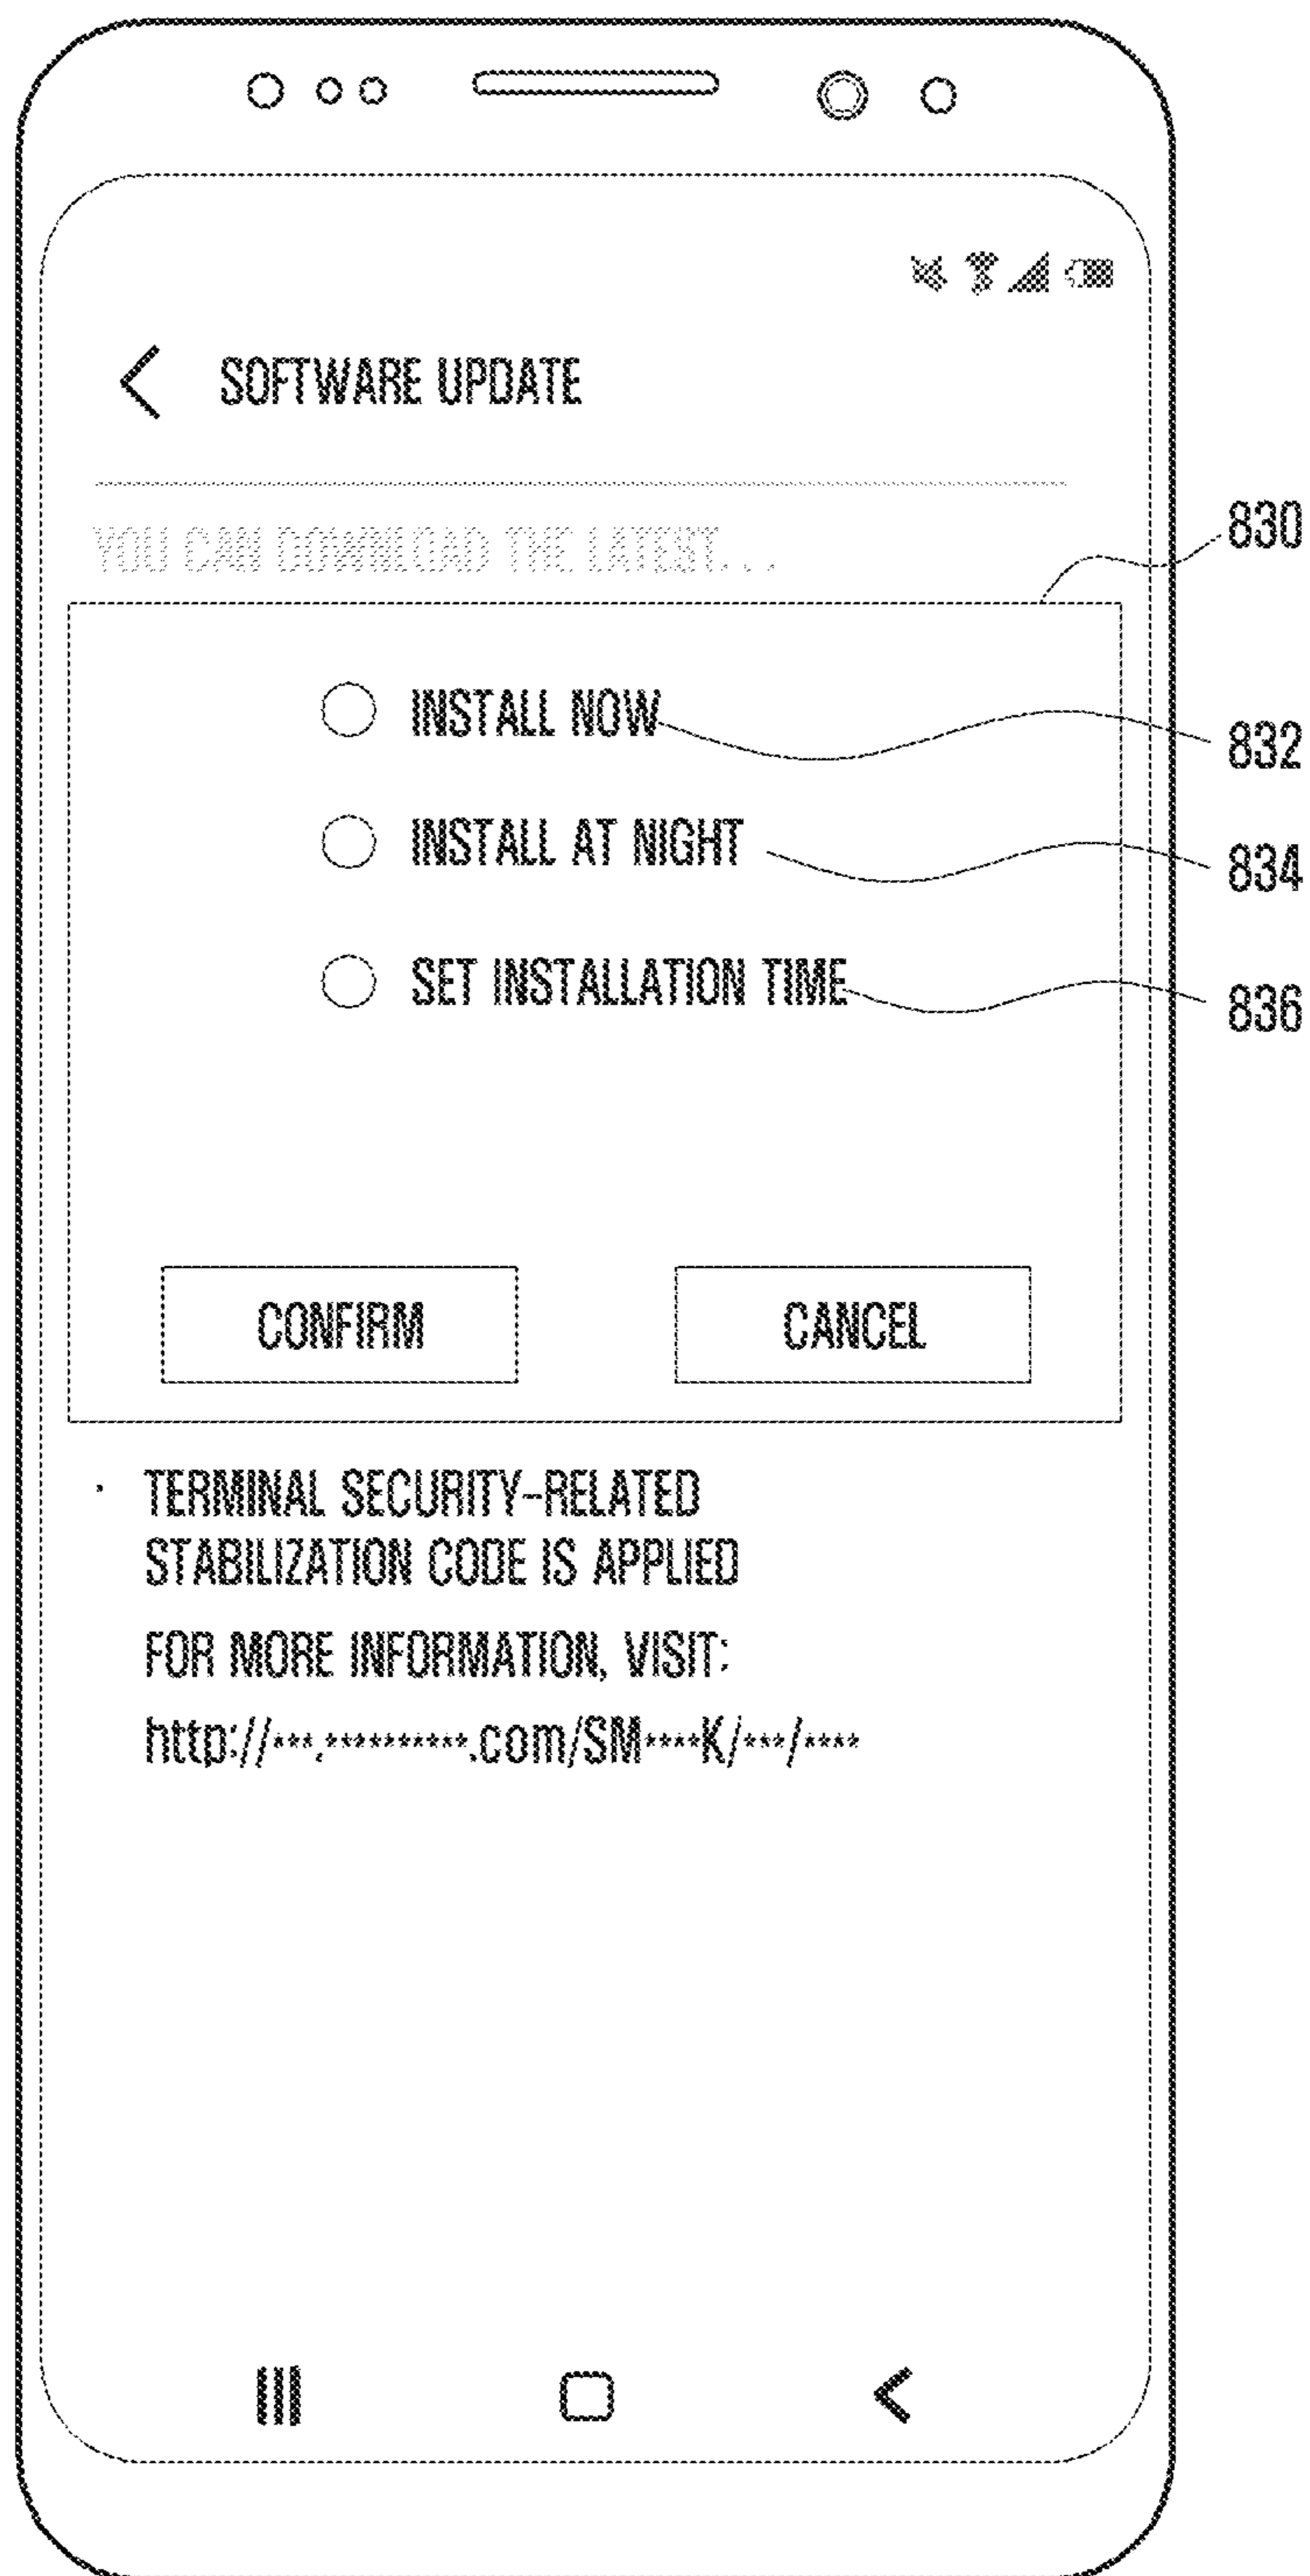 SOFTWARE UPDATE
YOU CAN DOWNLOAD THE LATEST...
830
INSTALL NOW
832
INSTALL AT NIGHT
834
SET INSTALLATION TIME
836
CONFIRM
CANCEL
· TERMINAL SECURITY-RELATED
STABILIZATION CODE IS APPLIED
FOR MORE INFORMATION, VISIT:
http://***.**********.com/SM****K/***/****